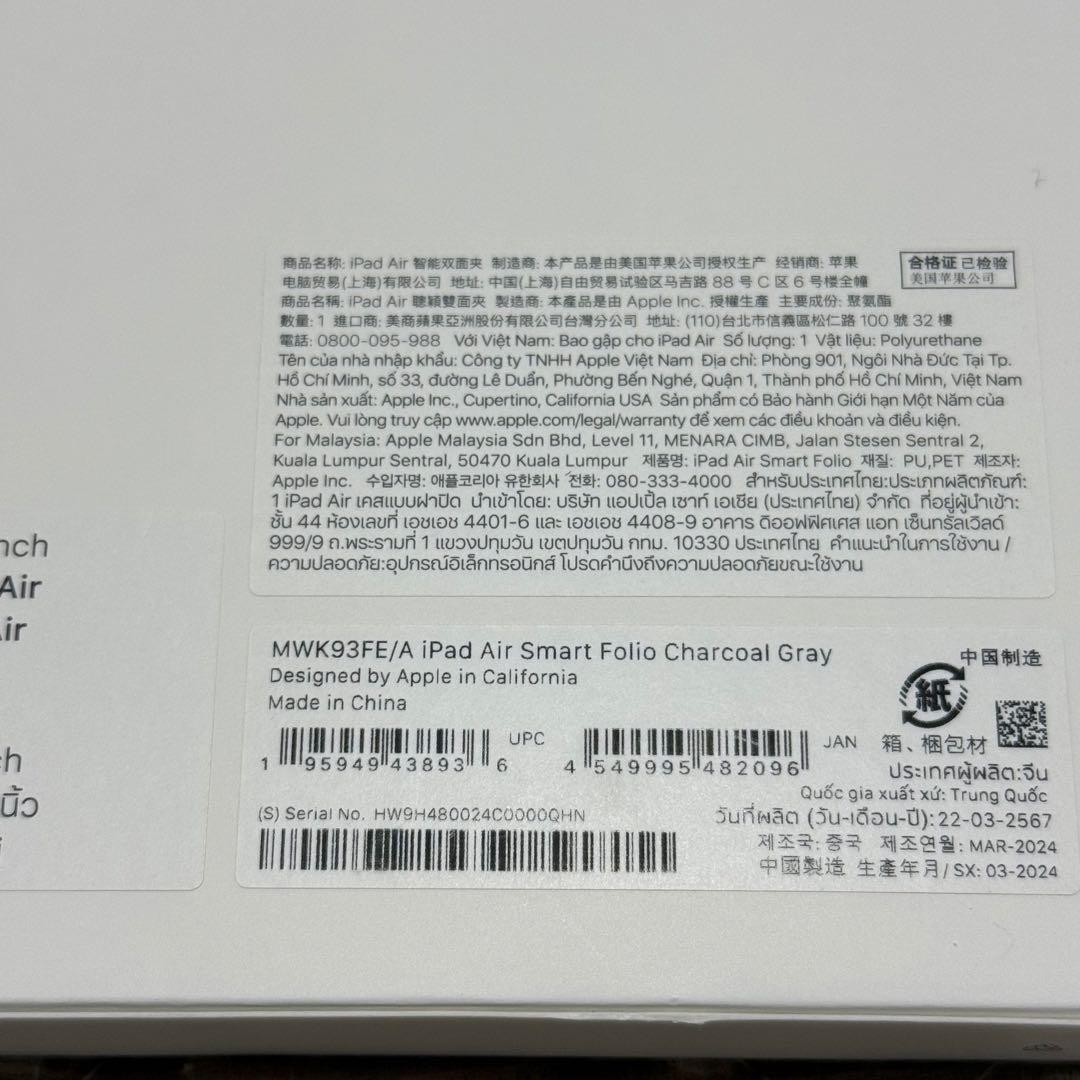 商品名称: iPad Air 智能双面夹 制造商: 本产品是由美国苹果公司授权生产 经销商: 苹果
电脑贸易(上海)有限公司 地址: 中国(上海)自由贸易试验区马吉路 88 号 C 区 6 号楼全幢
商品名稱: iPad Air 聰穎雙面夾 製造商: 本產品是由 Apple Inc. 授權生產 主要成份: 聚氨酯
數量: 1 進口商: 美商蘋果亞洲股份有限公司台灣分公司 地址: (110)台北市信義區松仁路 100 號 32 樓
電話: 0800-095-988 Với Việt Nam: Bao gập cho iPad Air Số lượng: 1 Vật liệu: Polyurethane
Tên của nhà nhập khẩu: Công ty TNHH Apple Việt Nam Địa chỉ: Phòng 901, Ngôi Nhà Đức Tại Tp.
Hồ Chí Minh, số 33, đường Lê Duẩn, Phường Bến Nghé, Quận 1, Thành phố Hồ Chí Minh, Việt Nam
Nhà sản xuất: Apple Inc., Cupertino, California USA Sản phẩm có Bảo hành Giới hạn Một Năm của
Apple. Vui lòng truy cập www.apple.com/legal/warranty để xem các điều khoản và điều kiện.
For Malaysia: Apple Malaysia Sdn Bhd, Level 11, MENARA CIMB, Jalan Stesen Sentral 2,
Kuala Lumpur Sentral, 50470 Kuala Lumpur 제품명: iPad Air Smart Folio 재질: PU,PET 제조자:
Apple Inc. 수입자명: 애플코리아 유한회사 전화: 080-333-4000 สำหรับประเทศไทย:ประเภทผลิตภัณฑ์:
1 iPad Air เคสแบบฝาปิด นำเข้าโดย: บริษัท แอปเปิ้ล เซาท์ เอเชีย (ประเทศไทย) จำกัด ที่อยู่ผู้นำเข้า:
ชั้น 44 ห้องเลขที่ เอชเอช 4401-6 และ เอชเอช 4408-9 อาคาร ดิออฟฟิศเศส แอท เซ็นทรัลเวิลด์
999/9 ถ.พระรามที่ 1 แขวงปทุมวัน เขตปทุมวัน กทม. 10330 ประเทศไทย คำแนะนำในการใช้งาน /
ความปลอดภัย:อุปกรณ์อิเล็กทรอนิกส์ โปรดคำนึงถึงความปลอดภัยขณะใช้งาน
合格证 已检验
美国苹果公司
nch
Air
Air
ch
นิ้ว
MWK93FE/A iPad Air Smart Folio Charcoal Gray
Designed by Apple in California
Made in China
中国制造
紙
箱、梱包材
1 95949 43893 6 UPC
4 549995 482096 JAN
ประเทศผู้ผลิต:จีน
Quốc gia xuất xứ: Trung Quốc
(S) Serial No. HW9H480024C0000QHN
วันที่ผลิต (วัน-เดือน-ปี):22-03-2567
제조국: 중국 제조연월: MAR-2024
中國製造 生產年月/SX: 03-2024